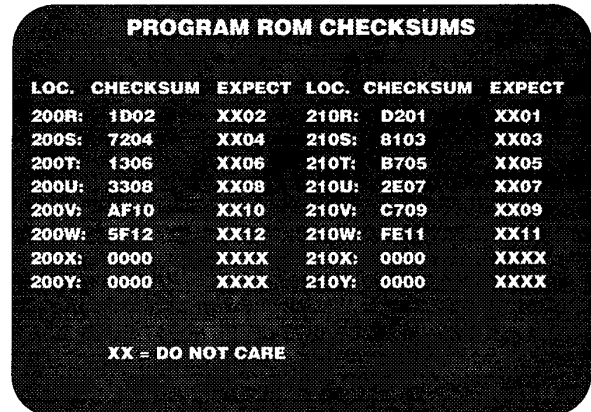 PROGRAM ROM CHECKSUMS
LOC. CHECKSUM EXPECT LOC. CHECKSUM EXPECT
200R: 1D02 XX02 210R: D201 XX01
200S: 7204 XX04 210S: 8103 XX03
200T: 1306 XX06 210T: B705 XX05
200U: 3308 XX08 210U: 2E07 XX07
200V: AF10 XX10 210V: C709 XX09
200W: 5F12 XX12 210W: FE11 XX11
200X: 0000 XXXX 210X: 0000 XXXX
200Y: 0000 XXXX 210Y: 0000 XXXX
XX = DO NOT CARE